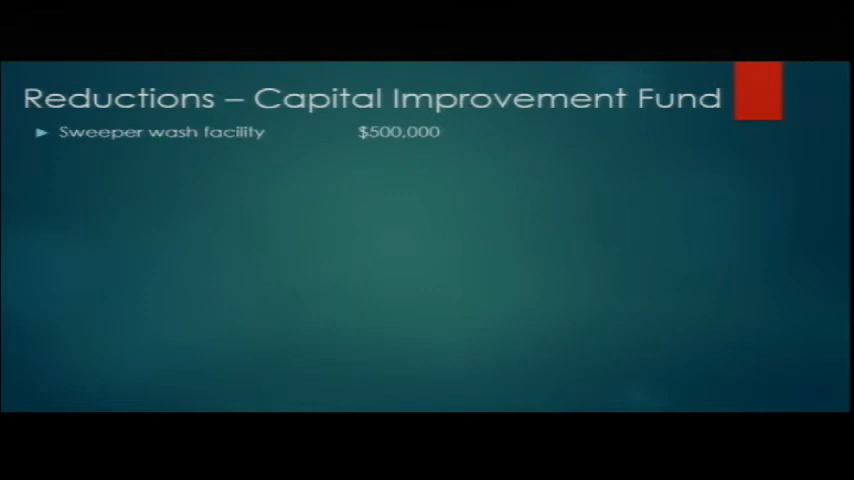 Reductions – Capital Improvement Fund
Sweeper wash facility $500,000